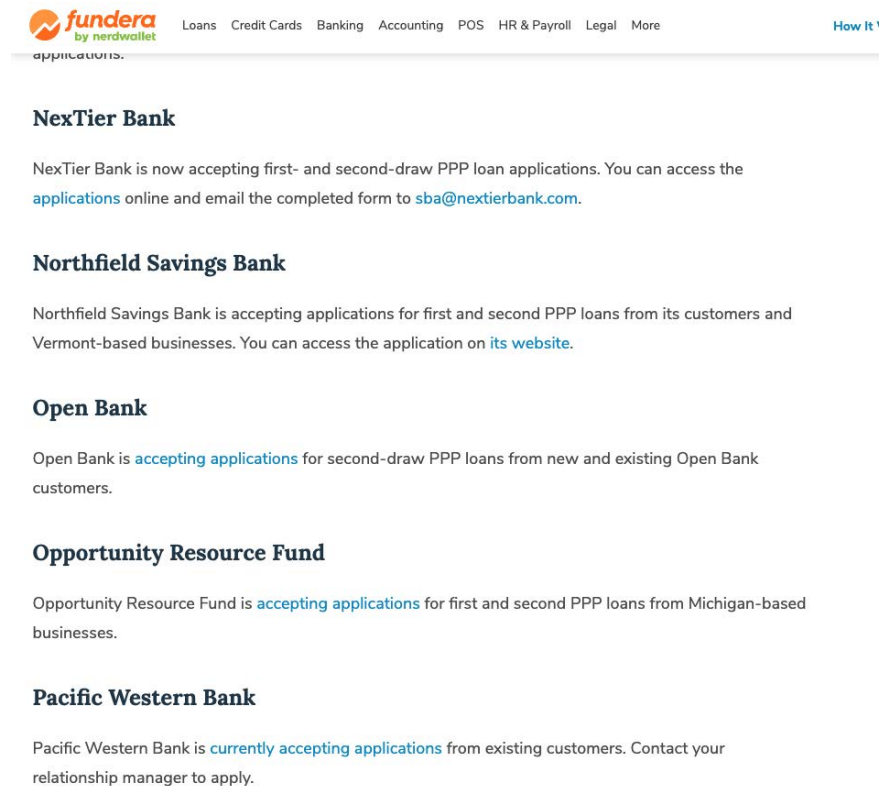 fundera
by nerdwallet
Loans Credit Cards Banking Accounting POS HR & Payroll Legal More How It
applications.
NexTier Bank
NexTier Bank is now accepting first- and second-draw PPP loan applications. You can access the
applications online and email the completed form to sba@nextierbank.com.
Northfield Savings Bank
Northfield Savings Bank is accepting applications for first and second PPP loans from its customers and
Vermont-based businesses. You can access the application on its website.
Open Bank
Open Bank is accepting applications for second-draw PPP loans from new and existing Open Bank
customers.
Opportunity Resource Fund
Opportunity Resource Fund is accepting applications for first and second PPP loans from Michigan-based
businesses.
Pacific Western Bank
Pacific Western Bank is currently accepting applications from existing customers. Contact your
relationship manager to apply.